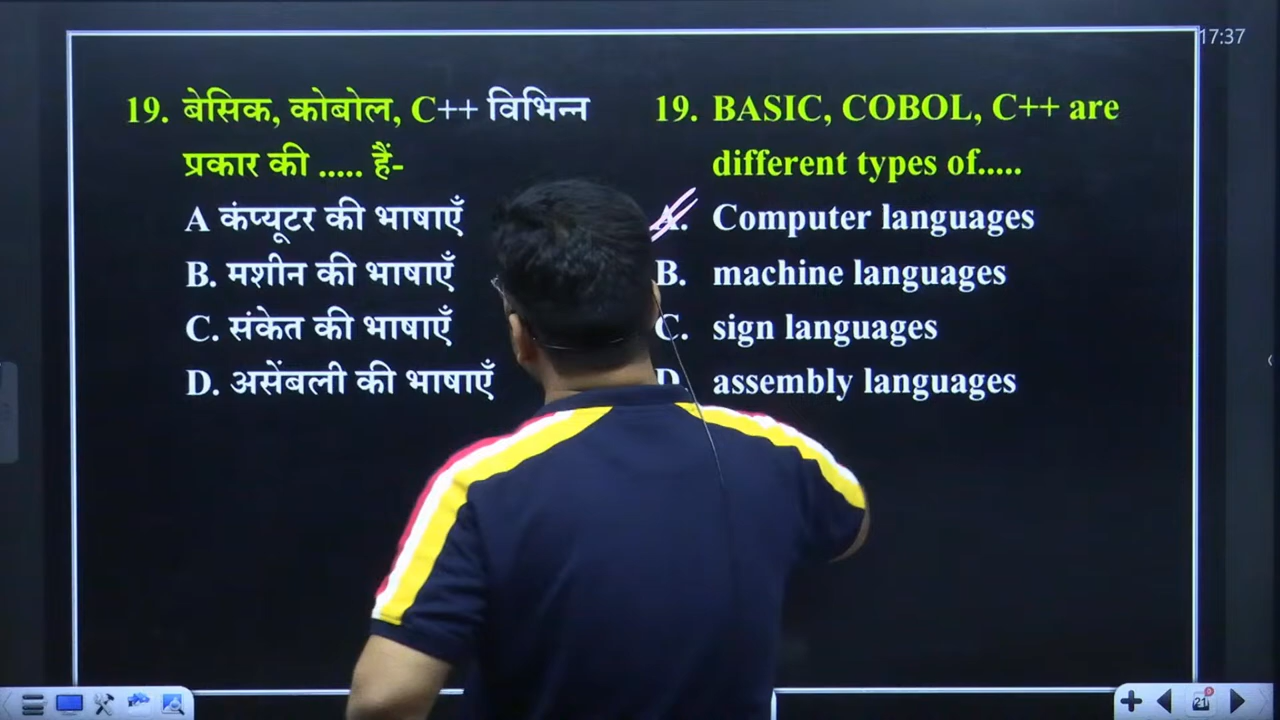 17:37
19. बेसिक, कोबोल, C++ विभिन्न
प्रकार की ..... हैं-
A कंप्यूटर की भाषाएँ
B. मशीन की भाषाएँ
C. संकेत की भाषाएँ
D. असेंबली की भाषाएँ
19. BASIC, COBOL, C++ are
different types of.....
A. Computer languages
B. machine languages
C. sign languages
D. assembly languages
21